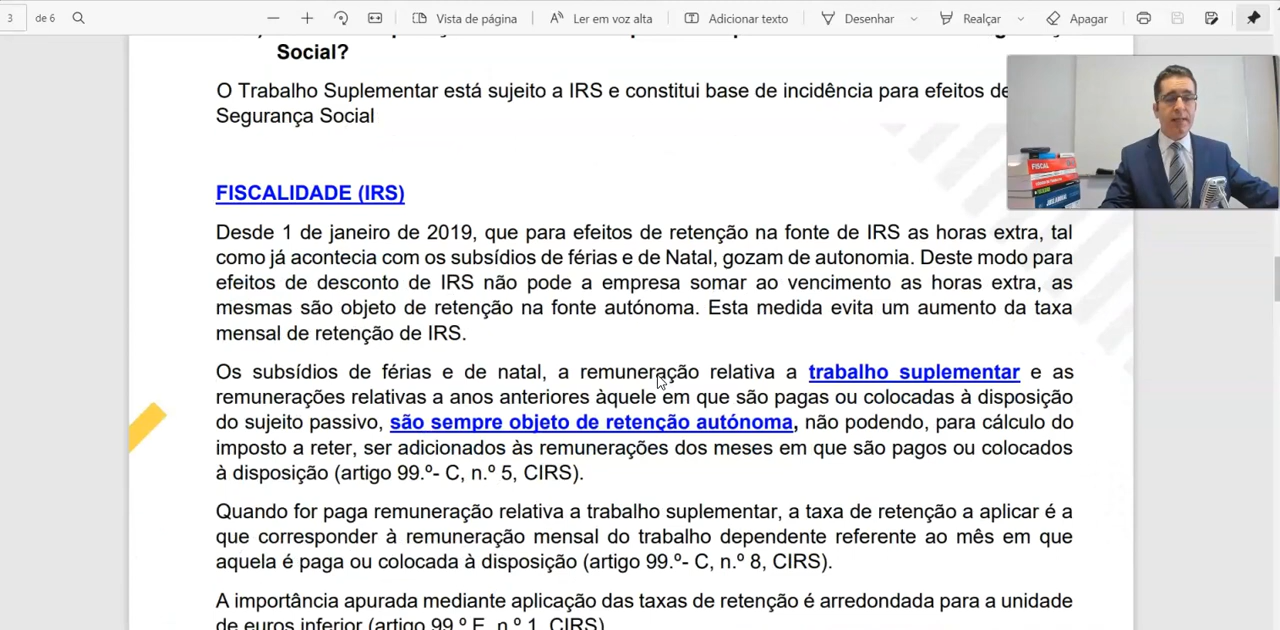 3 de 6 Vista de página Ler em voz alta Adicionar texto Desenhar Realçar Apagar
Social?
O Trabalho Suplementar está sujeito a IRS e constitui base de incidência para efeitos de
Segurança Social
FISCALIDADE (IRS)
Desde 1 de janeiro de 2019, que para efeitos de retenção na fonte de IRS as horas extra, tal
como já acontecia com os subsídios de férias e de Natal, gozam de autonomia. Deste modo para
efeitos de desconto de IRS não pode a empresa somar ao vencimento as horas extra, as
mesmas são objeto de retenção na fonte autónoma. Esta medida evita um aumento da taxa
mensal de retenção de IRS.
Os subsídios de férias e de natal, a remuneração relativa a trabalho suplementar e as
remunerações relativas a anos anteriores àquele em que são pagas ou colocadas à disposição
do sujeito passivo, são sempre objeto de retenção autónoma, não podendo, para cálculo do
imposto a reter, ser adicionados às remunerações dos meses em que são pagos ou colocados
à disposição (artigo 99.º- C, n.º 5, CIRS).
Quando for paga remuneração relativa a trabalho suplementar, a taxa de retenção a aplicar é a
que corresponder à remuneração mensal do trabalho dependente referente ao mês em que
aquela é paga ou colocada à disposição (artigo 99.º- C, n.º 8, CIRS).
A importância apurada mediante aplicação das taxas de retenção é arredondada para a unidade
de euros inferior (artigo 99.º E, n.º 1, CIRS)
FISCAL